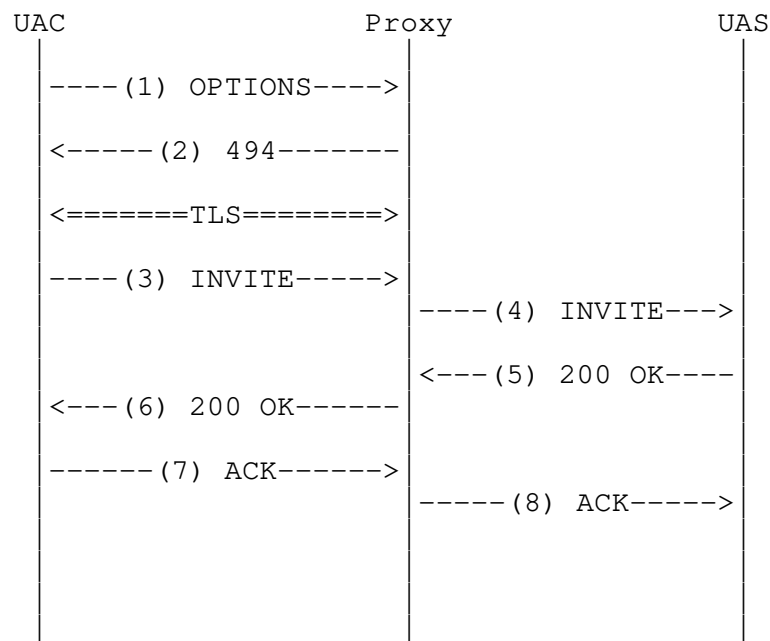 UAC Proxy UAS
----(1) OPTIONS---->
<-----(2) 494-------
<=======TLS========>
----(3) INVITE----->
----(4) INVITE--->
<---(5) 200 OK----
<---(6) 200 OK------
------(7) ACK------>
-----(8) ACK----->